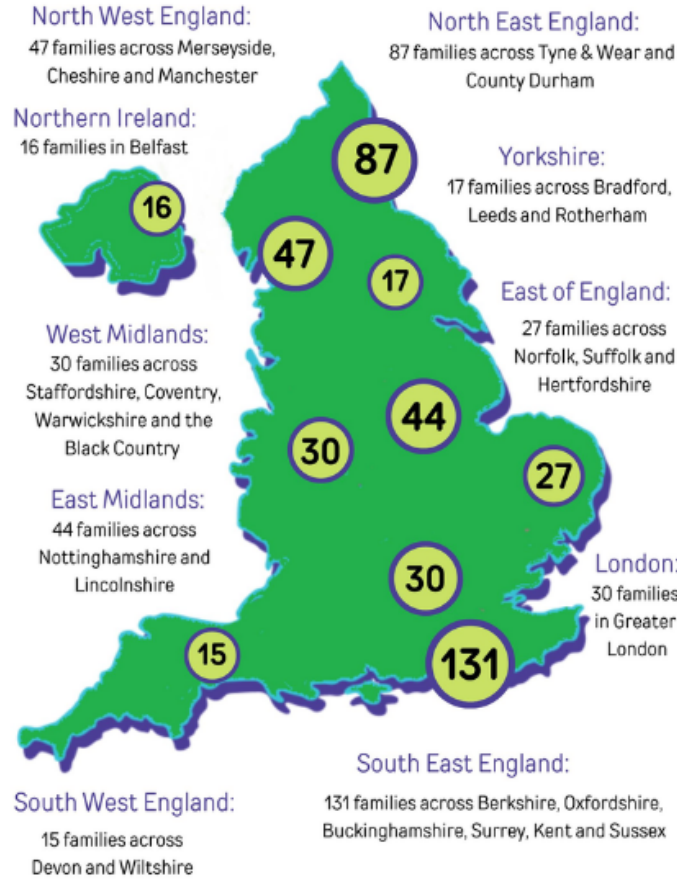 North West England:
47 families across Merseyside,
Cheshire and Manchester
North East England:
87 families across Tyne & Wear and
County Durham
Northern Ireland:
16 families in Belfast
87
Yorkshire:
17 families across Bradford,
Leeds and Rotherham
16
47
17
East of England:
27 families across
Norfolk, Suffolk and
Hertfordshire
West Midlands:
30 families across
Staffordshire, Coventry,
Warwickshire and the
Black Country
44
30
27
East Midlands:
44 families across
Nottinghamshire and
Lincolnshire
30
London:
30 families
in Greater
London
15
131
South East England:
131 families across Berkshire, Oxfordshire,
Buckinghamshire, Surrey, Kent and Sussex
South West England:
15 families across
Devon and Wiltshire